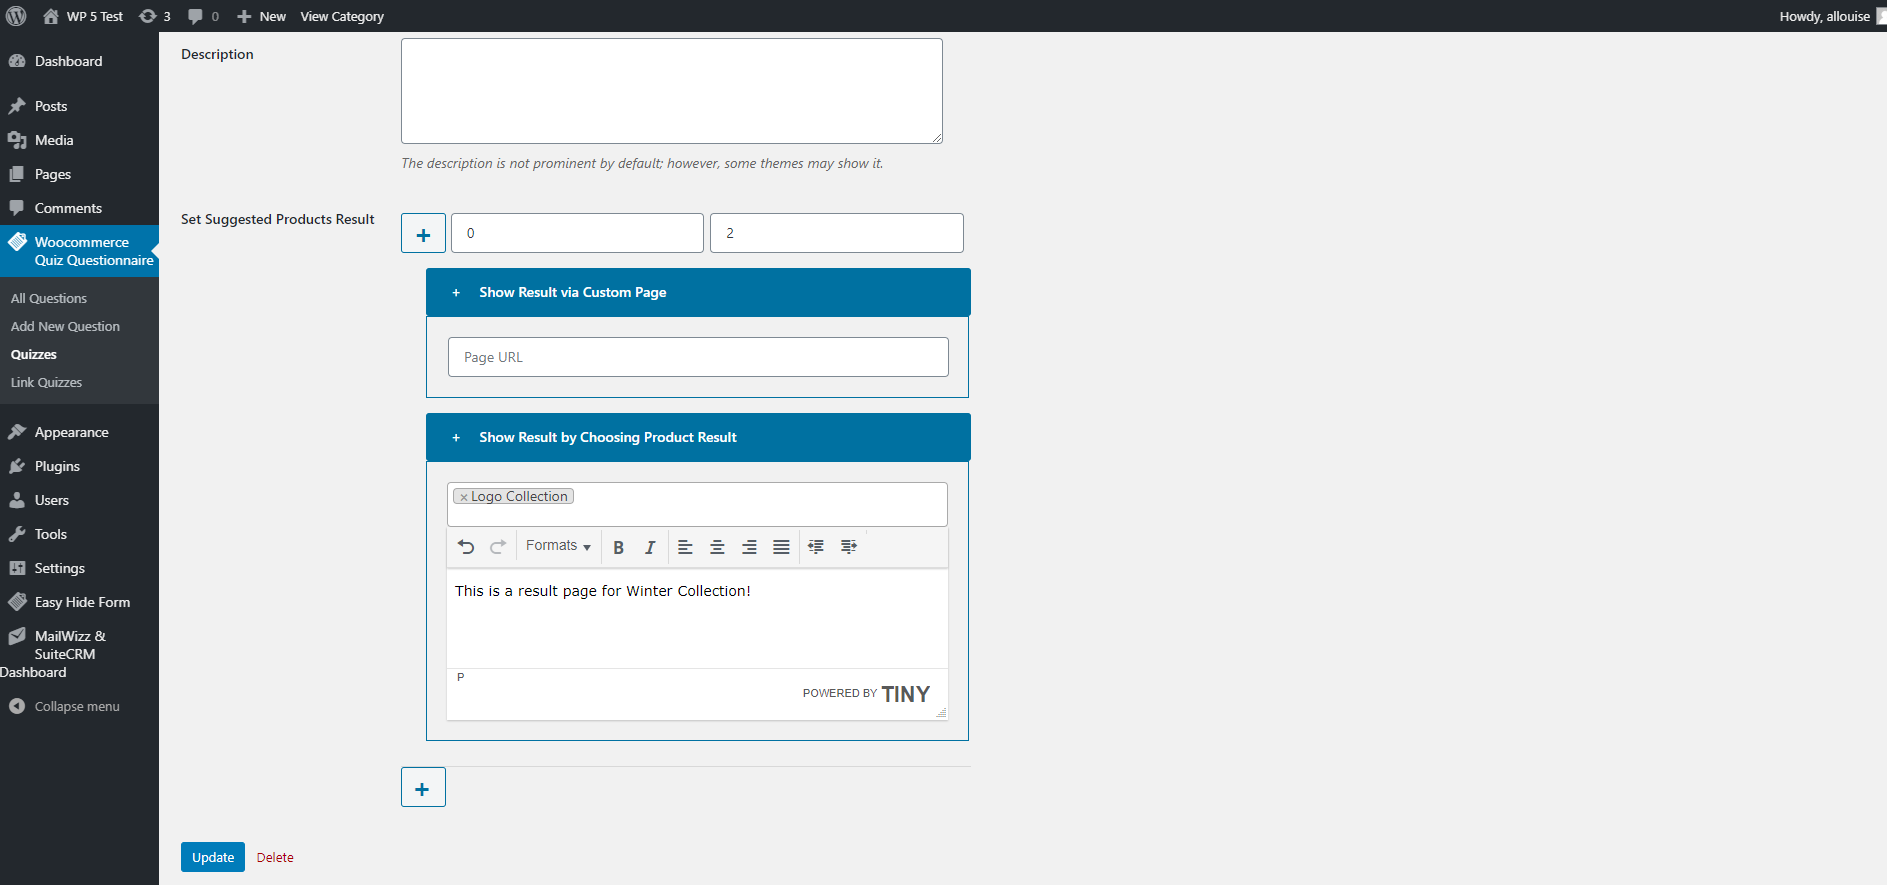 WP 5 Test 3 0 + New View Category Howdy, allouise
Dashboard
Posts
Media
Pages
Comments
Woocommerce
Quiz Questionnaire
All Questions
Add New Question
Quizzes
Link Quizzes
Appearance
Plugins
Users
Tools
Settings
Easy Hide Form
MailWizz &
SuiteCRM
Dashboard
Collapse menu
Description
The description is not prominent by default; however, some themes may show it.
Set Suggested Products Result
+ 0 2
+ Show Result via Custom Page
Page URL
+ Show Result by Choosing Product Result
× Logo Collection
Formats B I
This is a result page for Winter Collection!
P
POWERED BY TINY
+
Update Delete